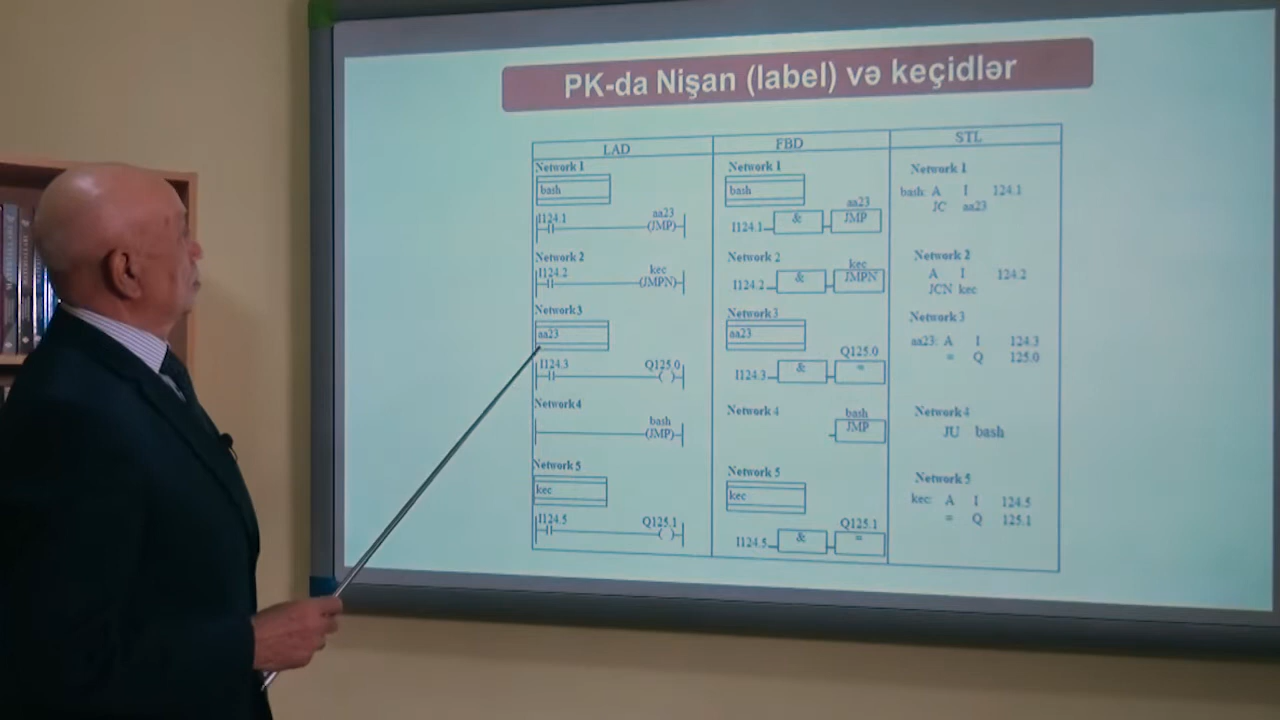 PK-da Nişan (label) və keçidlər
LAD
Network 1
bash
I124.1
aa23
(JMP)
Network 2
I124.2
kec
(JMPN)
Network3
aa23
I124.3
Q125.0
( )
Network4
bash
(JMP)
Network 5
kec
I124.5
Q125.1
( )
FBD
Network 1
bash
aa23
I124.1 & JMP
Network 2
kec
I124.2 & JMPN
Network3
aa23
Q125.0
I124.3 & =
Network 4
bash
JMP
Network 5
kec
Q125.1
I124.5 & =
STL
Network 1
bash: A I 124.1
JC aa23
Network 2
A I 124.2
JCN kec
Network 3
aa23: A I 124.3
= Q 125.0
Network4
JU bash
Network 5
kec: A I 124.5
= Q 125.1